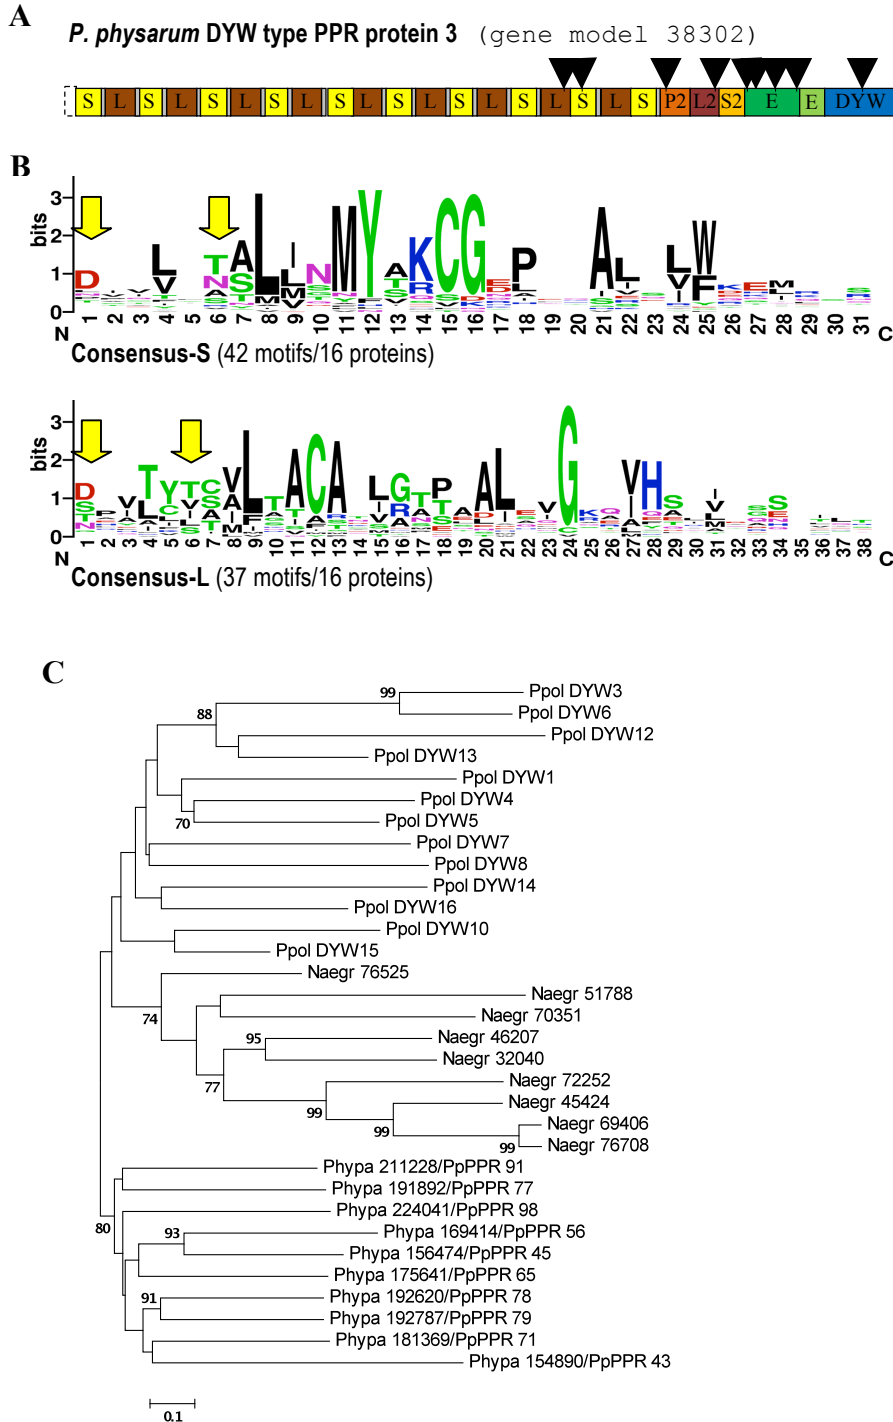 A
P. physarum DYW type PPR protein 3 (gene model 38302)
S L S L S L S L S L S L S L S L S L S P2 L2 S2 E E DYW
B
bits
3
2
1
0
1 2 3 4 5 6 7 8 9 10 11 12 13 14 15 16 17 18 19 20 21 22 23 24 25 26 27 28 29 30 31
N C
Consensus-S (42 motifs/16 proteins)
bits
3
2
1
0
1 2 3 4 5 6 7 8 9 10 11 12 13 14 15 16 17 18 19 20 21 22 23 24 25 26 27 28 29 30 31 32 33 34 35 36 37 38
N C
Consensus-L (37 motifs/16 proteins)
C
99 Ppol DYW3
88 Ppol DYW6
Ppol DYW12
Ppol DYW13
Ppol DYW1
Ppol DYW4
70 Ppol DYW5
Ppol DYW7
Ppol DYW8
Ppol DYW14
Ppol DYW16
Ppol DYW10
Ppol DYW15
Naegr 76525
Naegr 51788
74 Naegr 70351
95 Naegr 46207
Naegr 32040
77 Naegr 72252
99 Naegr 45424
99 Naegr 69406
99 Naegr 76708
Phypa 211228/PpPPR 91
Phypa 191892/PpPPR 77
Phypa 224041/PpPPR 98
80 93 Phypa 169414/PpPPR 56
Phypa 156474/PpPPR 45
Phypa 175641/PpPPR 65
91 Phypa 192620/PpPPR 78
Phypa 192787/PpPPR 79
Phypa 181369/PpPPR 71
Phypa 154890/PpPPR 43
0.1